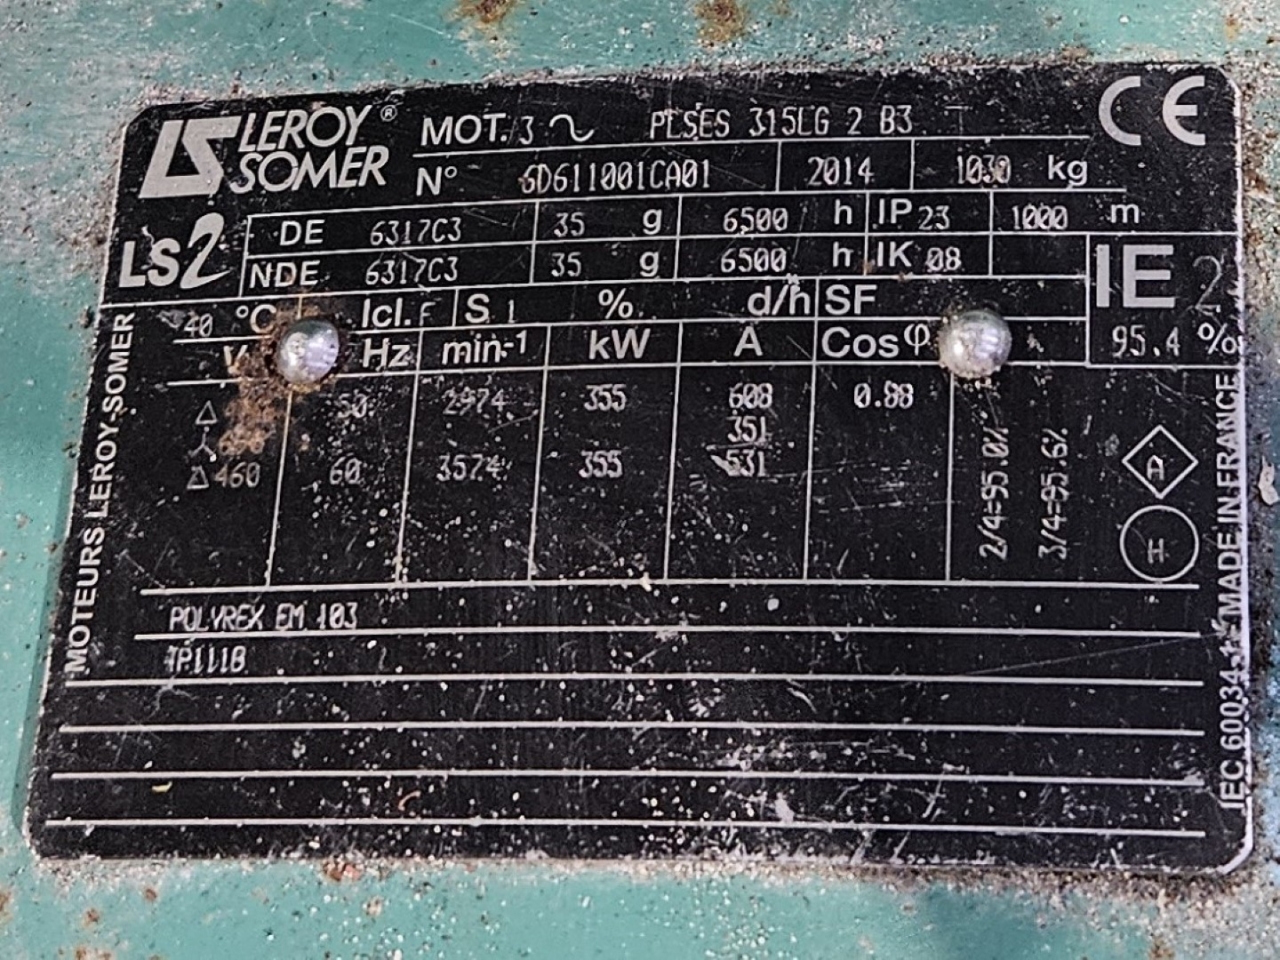 LEROY® SOMER
MOT. 3 ~ PLSES 315LG 2 B3 T
N° 6D611001CA01 2014 1030 kg
CE
LS2
DE 6317C3 35 g 6500 h IP 23 1000 m
NDE 6317C3 35 g 6500 h IK 08
IE2
95.4 %
40 °C Icl. F S 1 % d/h SF
V Hz min-1 kW A Cos φ
Δ 50 2974 355 608 0.88
351
Δ 460 60 3574 355 531
2/4=95.0%
3/4=95.6%
A
H
POLYREX EM 103
TP111B
MOTEURS LEROY-SOMER
IEC 60034-1 * MADE IN FRANCE